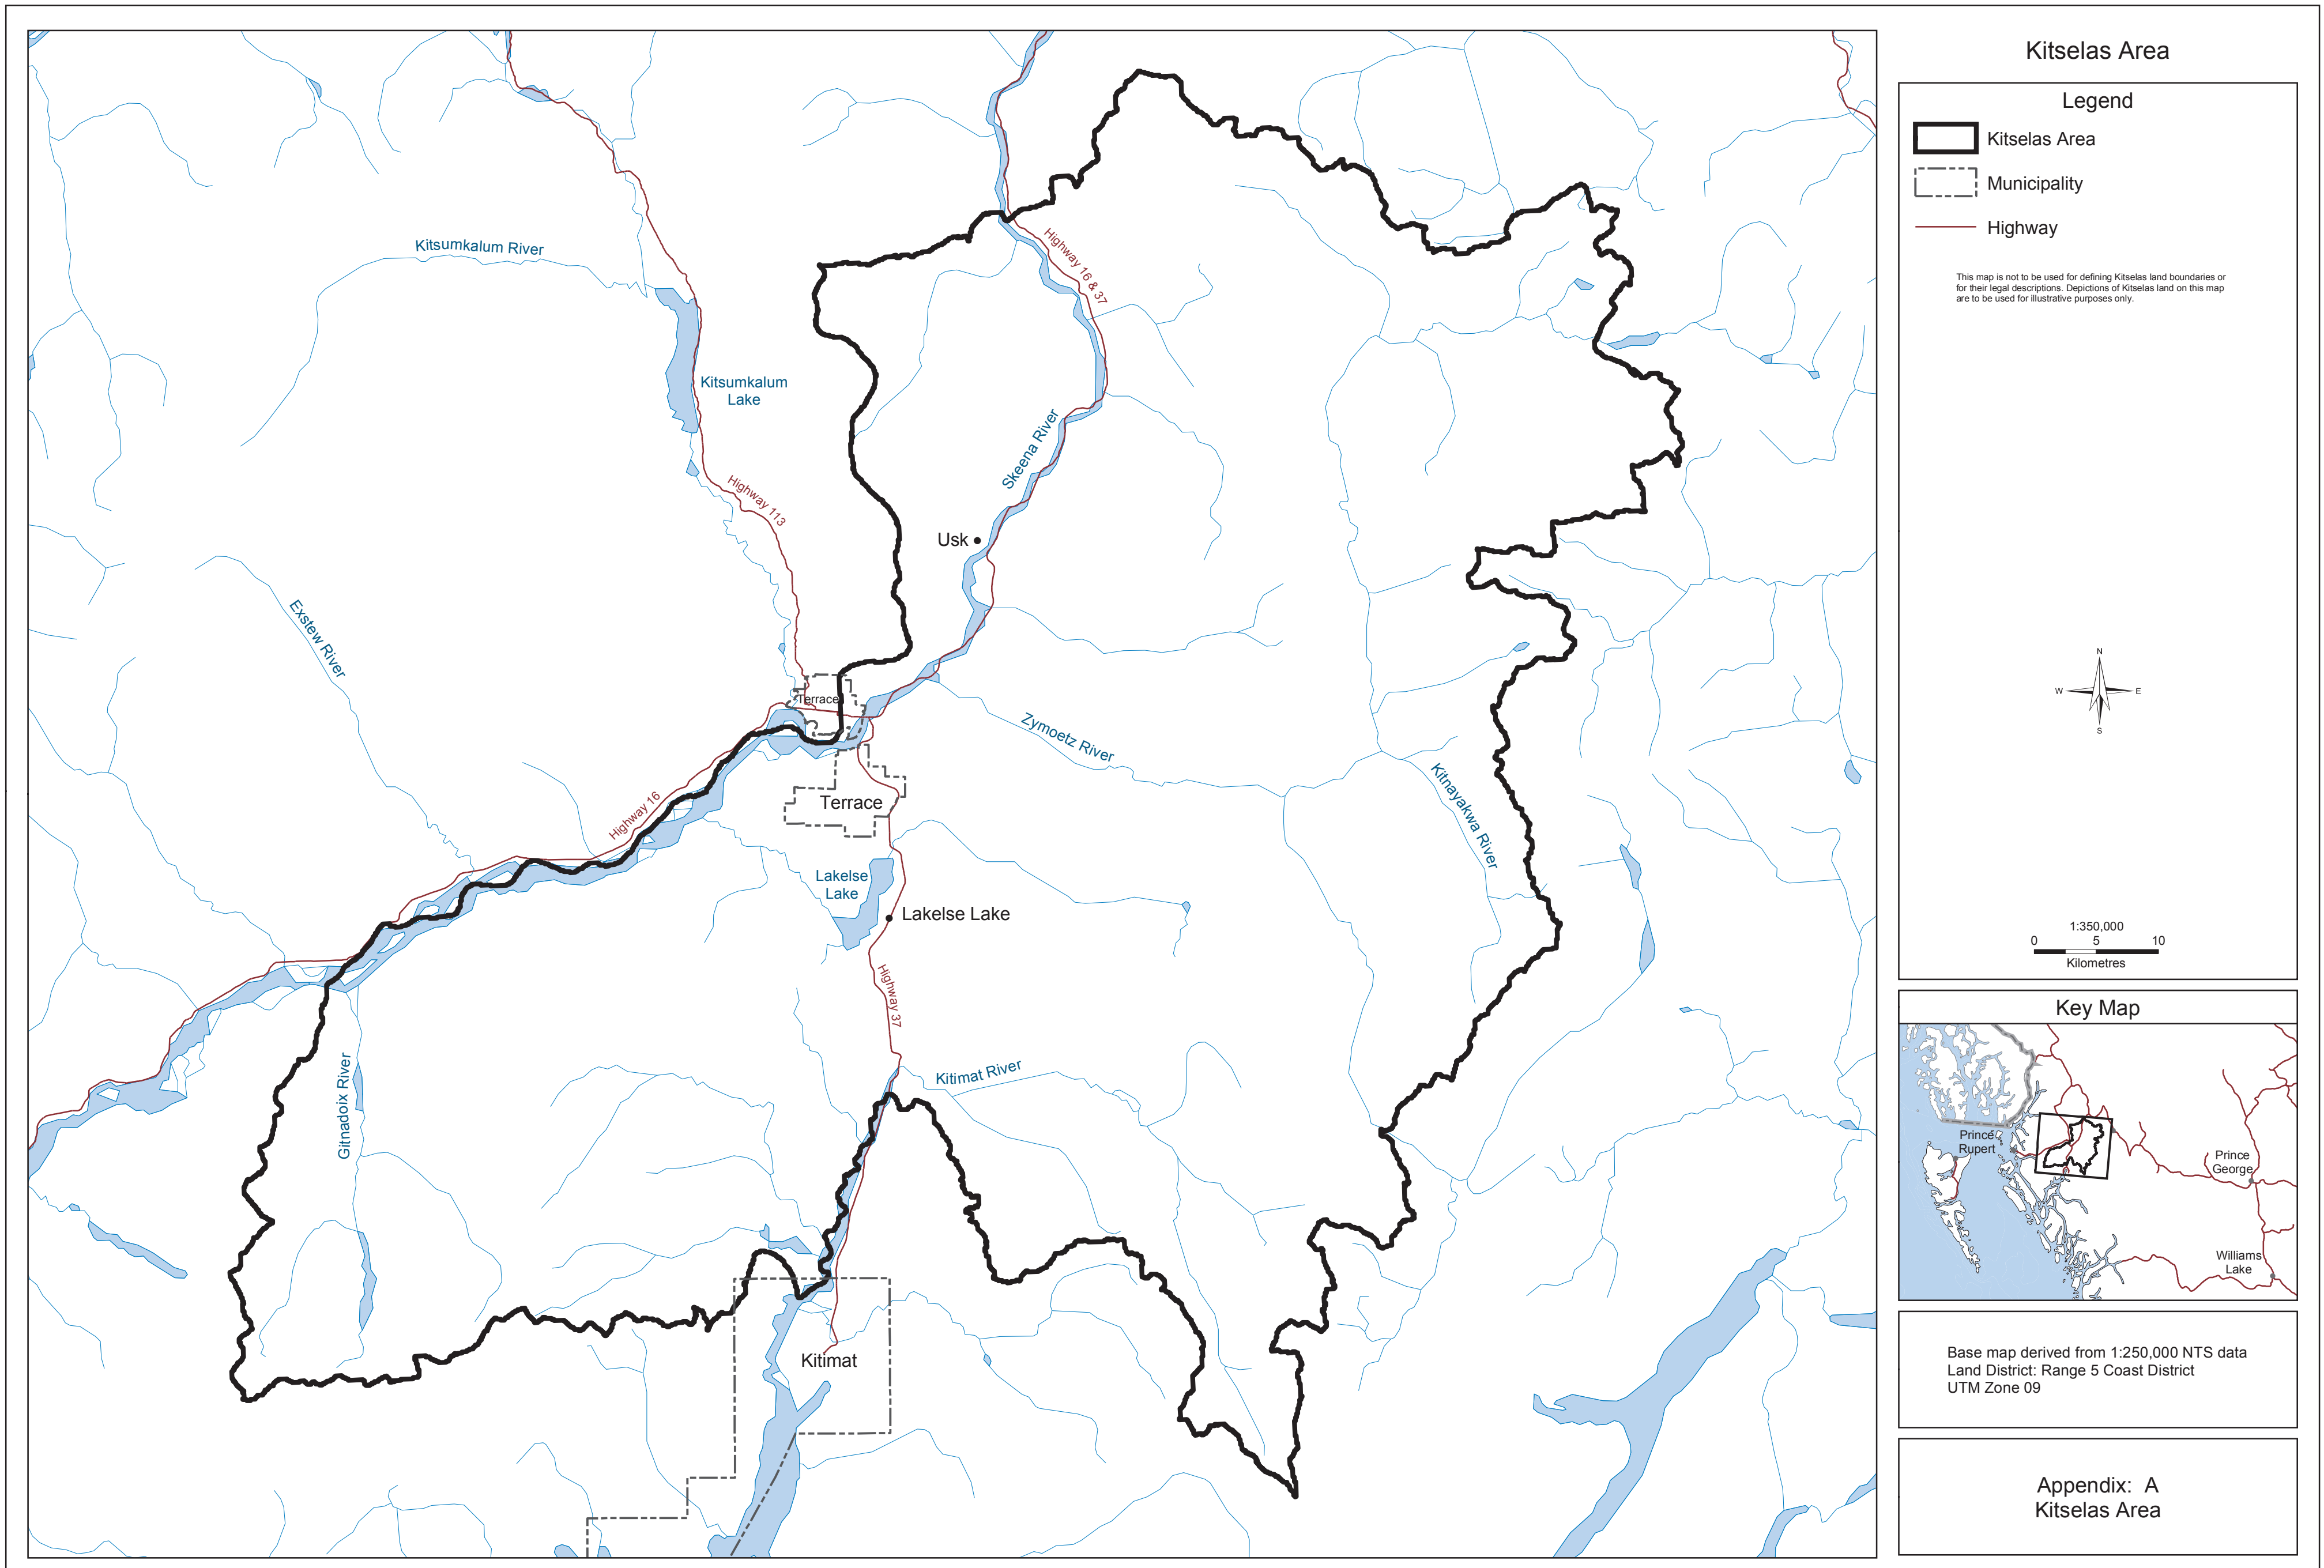 Kitselas Area
Legend
Kitselas Area
Municipality
Highway
This map is not to be used for defining Kitselas land boundaries or
for their legal descriptions. Depictions of Kitselas land on this map
are to be used for illustrative purposes only.
N
W
E
S
1:350,000
0 5 10
Kilometres
Key Map
Prince
Rupert
Prince
George
Williams
Lake
Base map derived from 1:250,000 NTS data
Land District: Range 5 Coast District
UTM Zone 09
Appendix: A
Kitselas Area
Kitsumkalum River
Highway 16 & 37
Kitsumkalum
Lake
Skeena River
Highway 113
Usk
Exstew River
Terrace
Zymoetz River
Kitnayakwa River
Highway 16
Terrace
Lakelse
Lake
Lakelse Lake
Highway 37
Gitnadoix River
Kitimat River
Kitimat